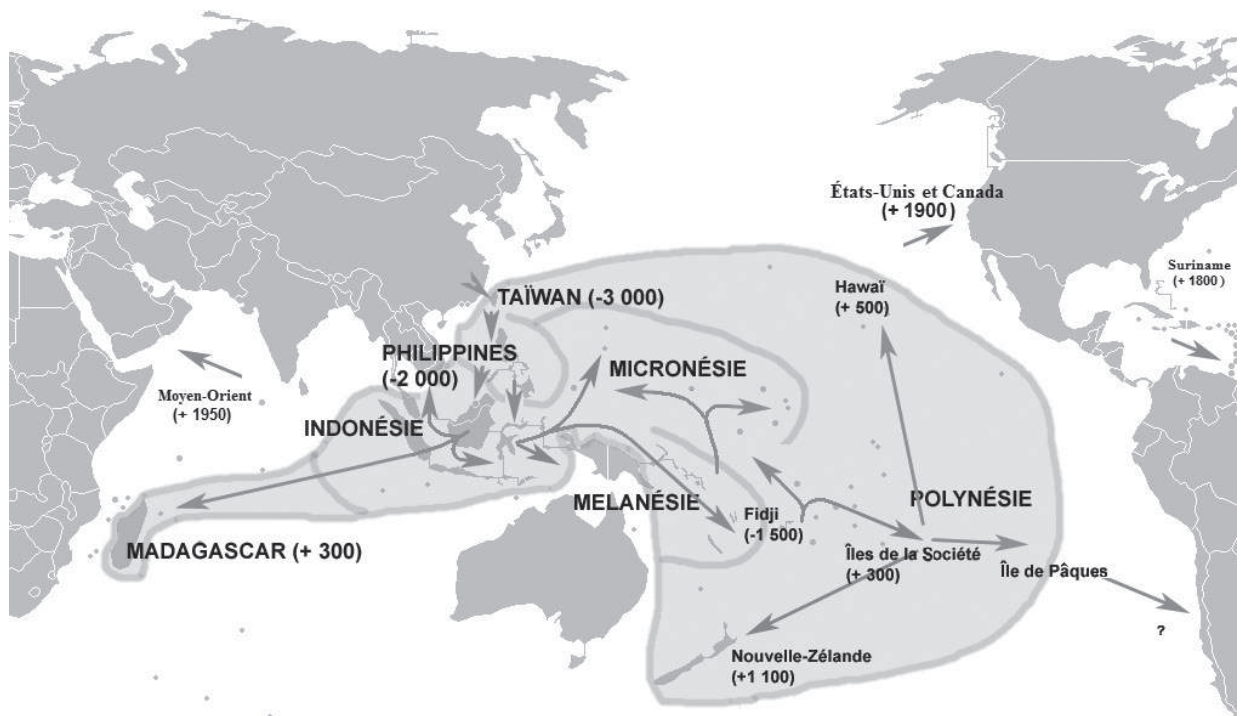 États-Unis et Canada
(+ 1900)
Suriname
(+ 1800)
Hawaï
(+ 500)
TAÏWAN (-3 000)
PHILIPPINES
(-2 000)
MICRONÉSIE
Moyen-Orient
(+ 1950)
INDONÉSIE
MELANÉSIE
POLYNÉSIE
Fidji
(-1 500)
MADAGASCAR (+ 300)
Îles de la Société
(+ 300)
Île de Pâques
?
Nouvelle-Zélande
(+1 100)